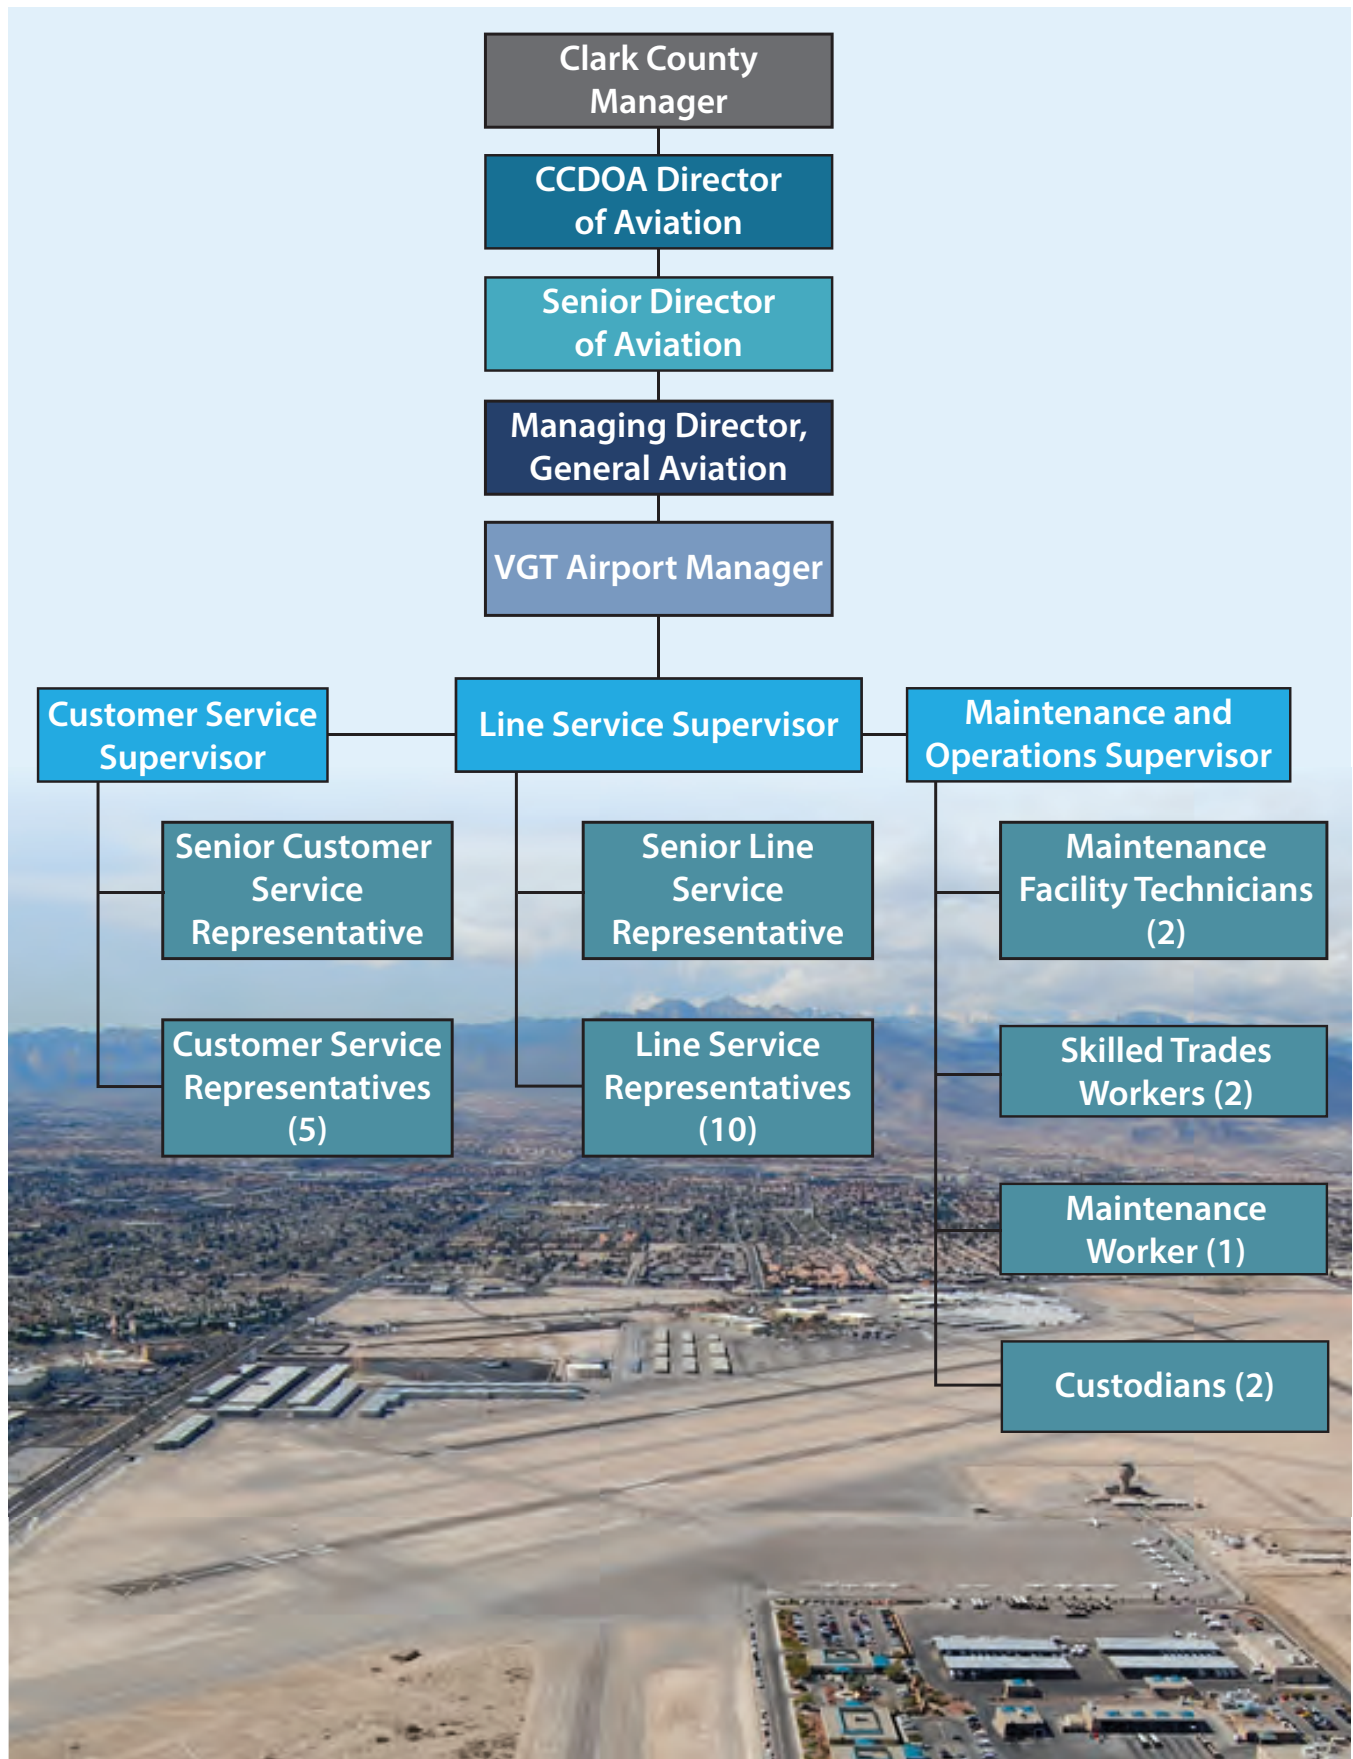 Clark County
Manager
CCDOA Director
of Aviation
Senior Director
of Aviation
Managing Director,
General Aviation
VGT Airport Manager
Customer Service
Supervisor
Line Service Supervisor
Maintenance and
Operations Supervisor
Senior Customer
Service
Representative
Customer Service
Representatives
(5)
Senior Line
Service
Representative
Line Service
Representatives
(10)
Maintenance
Facility Technicians
(2)
Skilled Trades
Workers (2)
Maintenance
Worker (1)
Custodians (2)